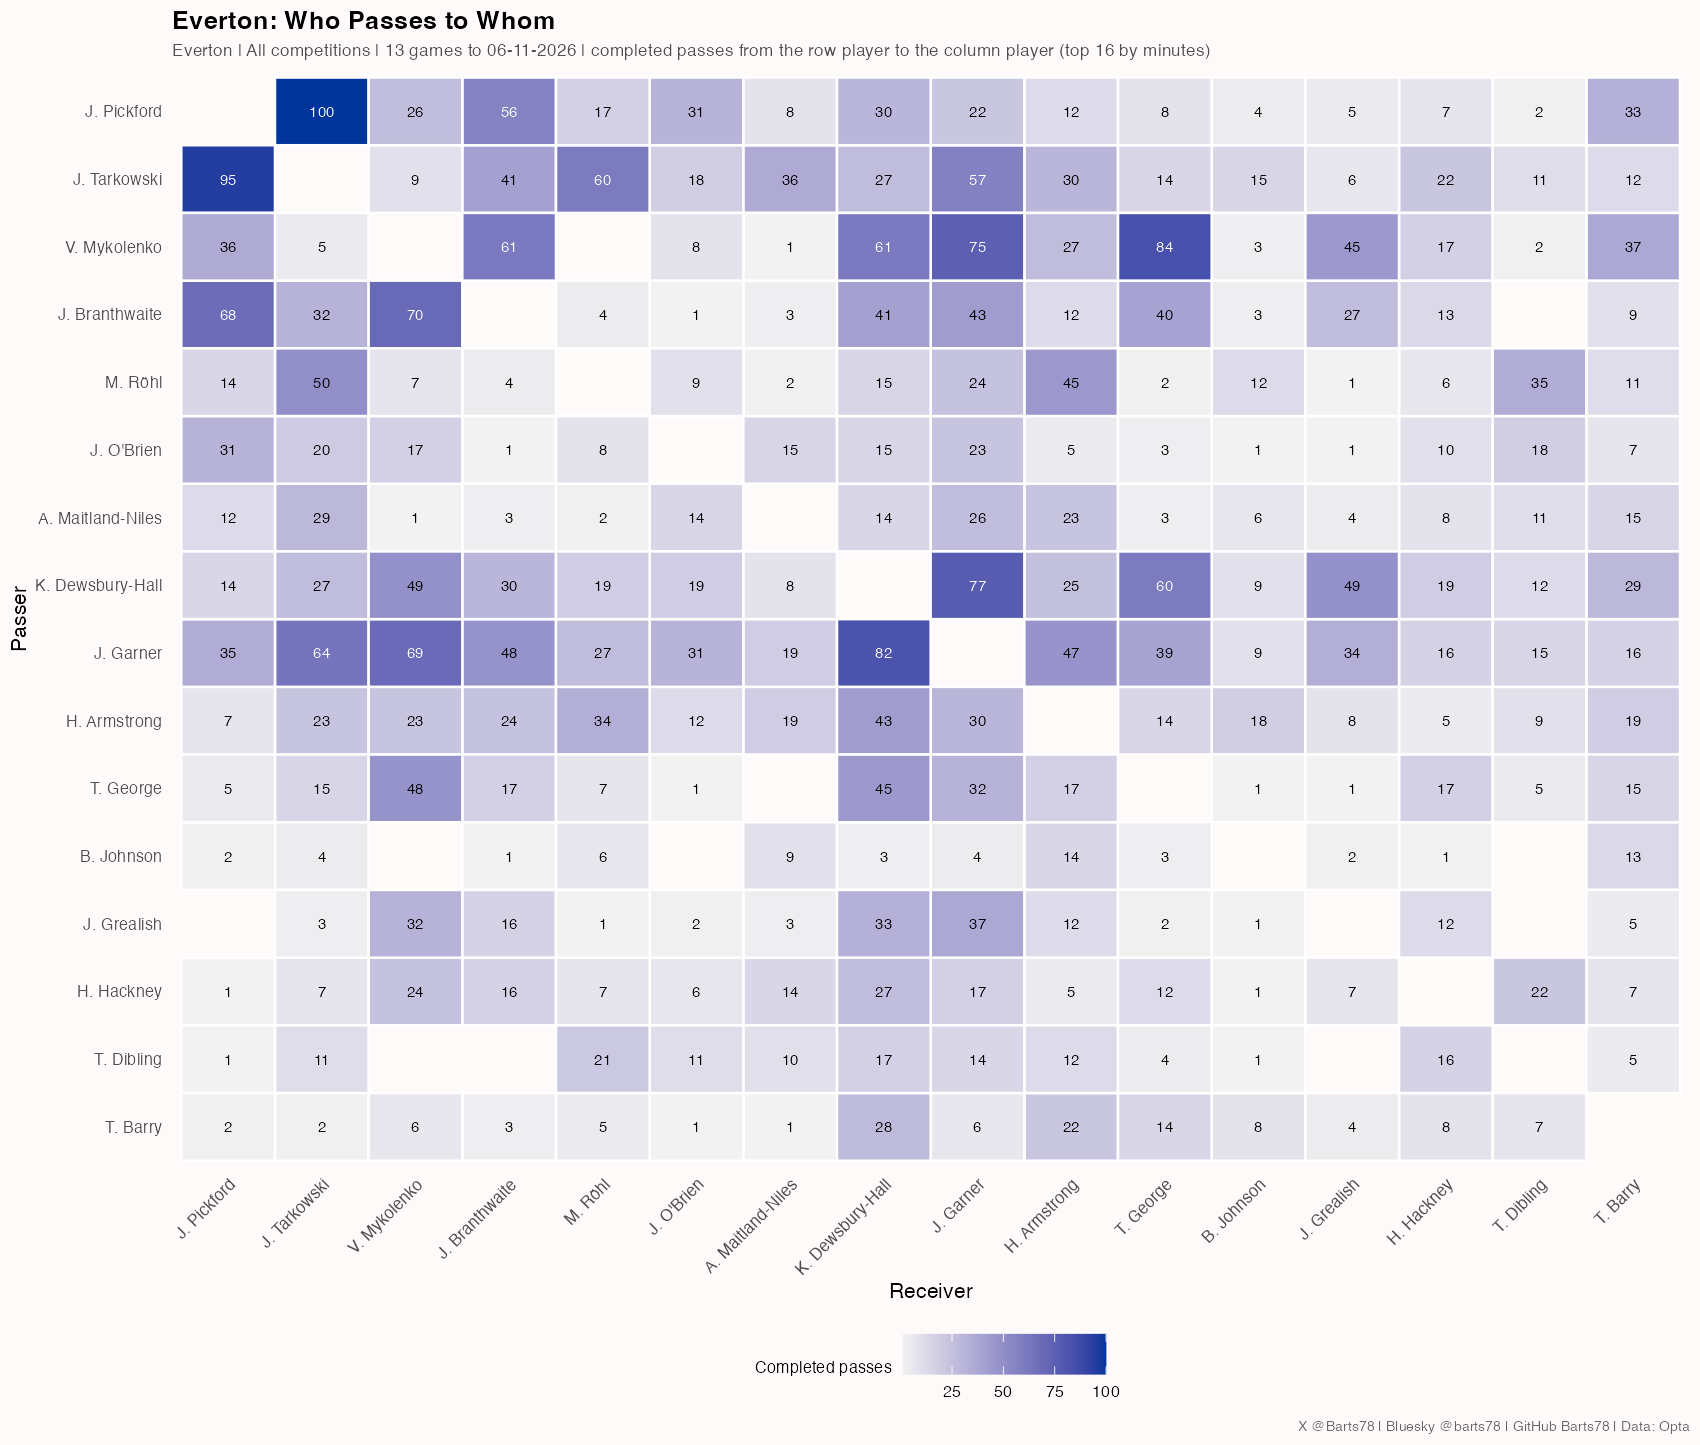 Everton: Who Passes to Whom
Everton | All competitions | 13 games to 06-11-2026 | completed passes from the row player to the column player (top 16 by minutes)
J. Pickford 100 26 56 17 31 8 30 22 12 8 4 5 7 2 33
J. Tarkowski 95 9 41 60 18 36 27 57 30 14 15 6 22 11 12
V. Mykolenko 36 5 61 8 1 61 75 27 84 3 45 17 2 37
J. Branthwaite 68 32 70 4 1 3 41 43 12 40 3 27 13 9
M. Röhl 14 50 7 4 9 2 15 24 45 2 12 1 6 35 11
J. O'Brien 31 20 17 1 8 15 15 23 5 3 1 1 10 18 7
A. Maitland-Niles 12 29 1 3 2 14 14 26 23 3 6 4 8 11 15
K. Dewsbury-Hall 14 27 49 30 19 19 8 77 25 60 9 49 19 12 29
J. Garner 35 64 69 48 27 31 19 82 47 39 9 34 16 15 16
H. Armstrong 7 23 23 24 34 12 19 43 30 14 18 8 5 9 19
T. George 5 15 48 17 7 1 45 32 17 1 1 17 5 15
B. Johnson 2 4 1 6 9 3 4 14 3 2 1 13
J. Grealish 3 32 16 1 2 3 33 37 12 2 1 12 5
H. Hackney 1 7 24 16 7 6 14 27 17 5 12 1 7 22 7
T. Dibling 1 11 21 11 10 17 14 12 4 1 16 5
T. Barry 2 2 6 3 5 1 1 28 6 22 14 8 4 8 7
Passer
J. Pickford J. Tarkowski V. Mykolenko J. Branthwaite M. Röhl J. O'Brien A. Maitland-Niles K. Dewsbury-Hall J. Garner H. Armstrong T. George B. Johnson J. Grealish H. Hackney T. Dibling T. Barry
Receiver
Completed passes
25 50 75 100
X @Barts78 | Bluesky @barts78 | GitHub Barts78 | Data: Opta